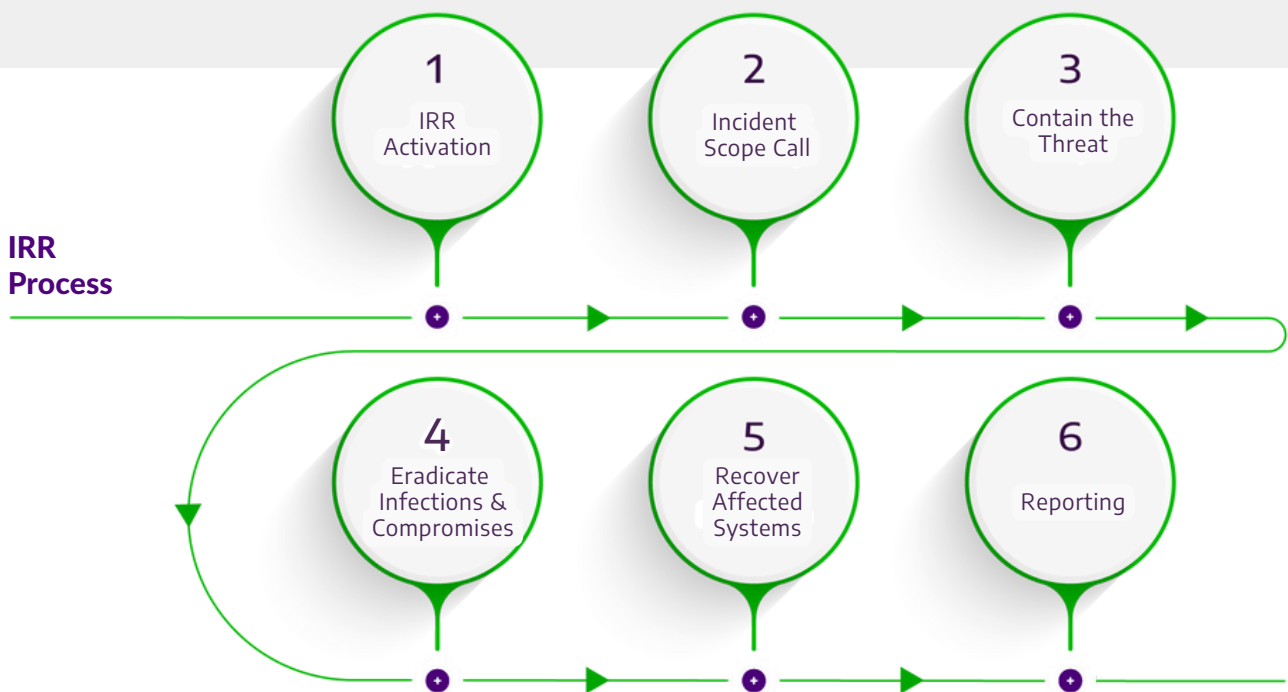 1
IRR
Activation
2
Incident
Scope Call
3
Contain the
Threat
IRR
Process
4
Eradicate
Infections &
Compromises
5
Recover
Affected
Systems
6
Reporting